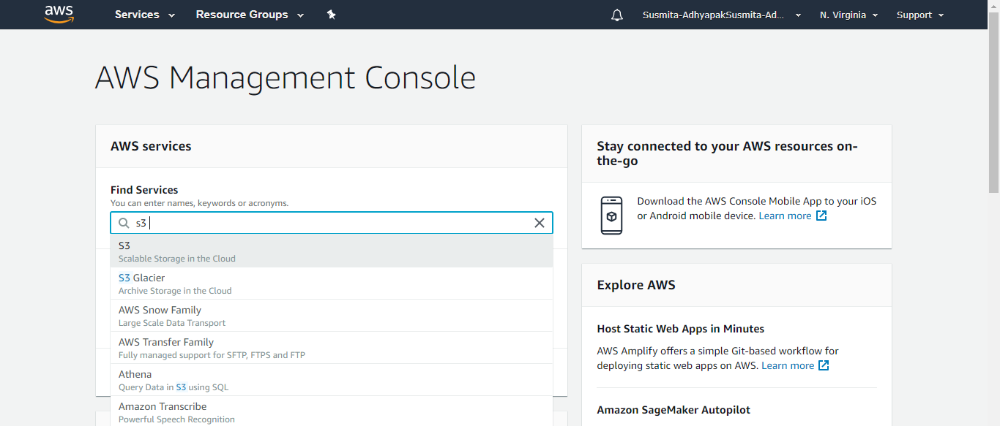 aws Services Resource Groups Susmita-AdhyapakSusmita-Ad... N. Virginia Support
AWS Management Console
AWS services
Find Services
You can enter names, keywords or acronyms.
s3
S3
Scalable Storage in the Cloud
S3 Glacier
Archive Storage in the Cloud
AWS Snow Family
Large Scale Data Transport
AWS Transfer Family
Fully managed support for SFTP, FTPS and FTP
Athena
Query Data in S3 using SQL
Amazon Transcribe
Powerful Speech Recognition
Stay connected to your AWS resources on-
the-go
Download the AWS Console Mobile App to your iOS
or Android mobile device. Learn more
Explore AWS
Host Static Web Apps in Minutes
AWS Amplify offers a simple Git-based workflow for
deploying static web apps on AWS. Learn more
Amazon SageMaker Autopilot